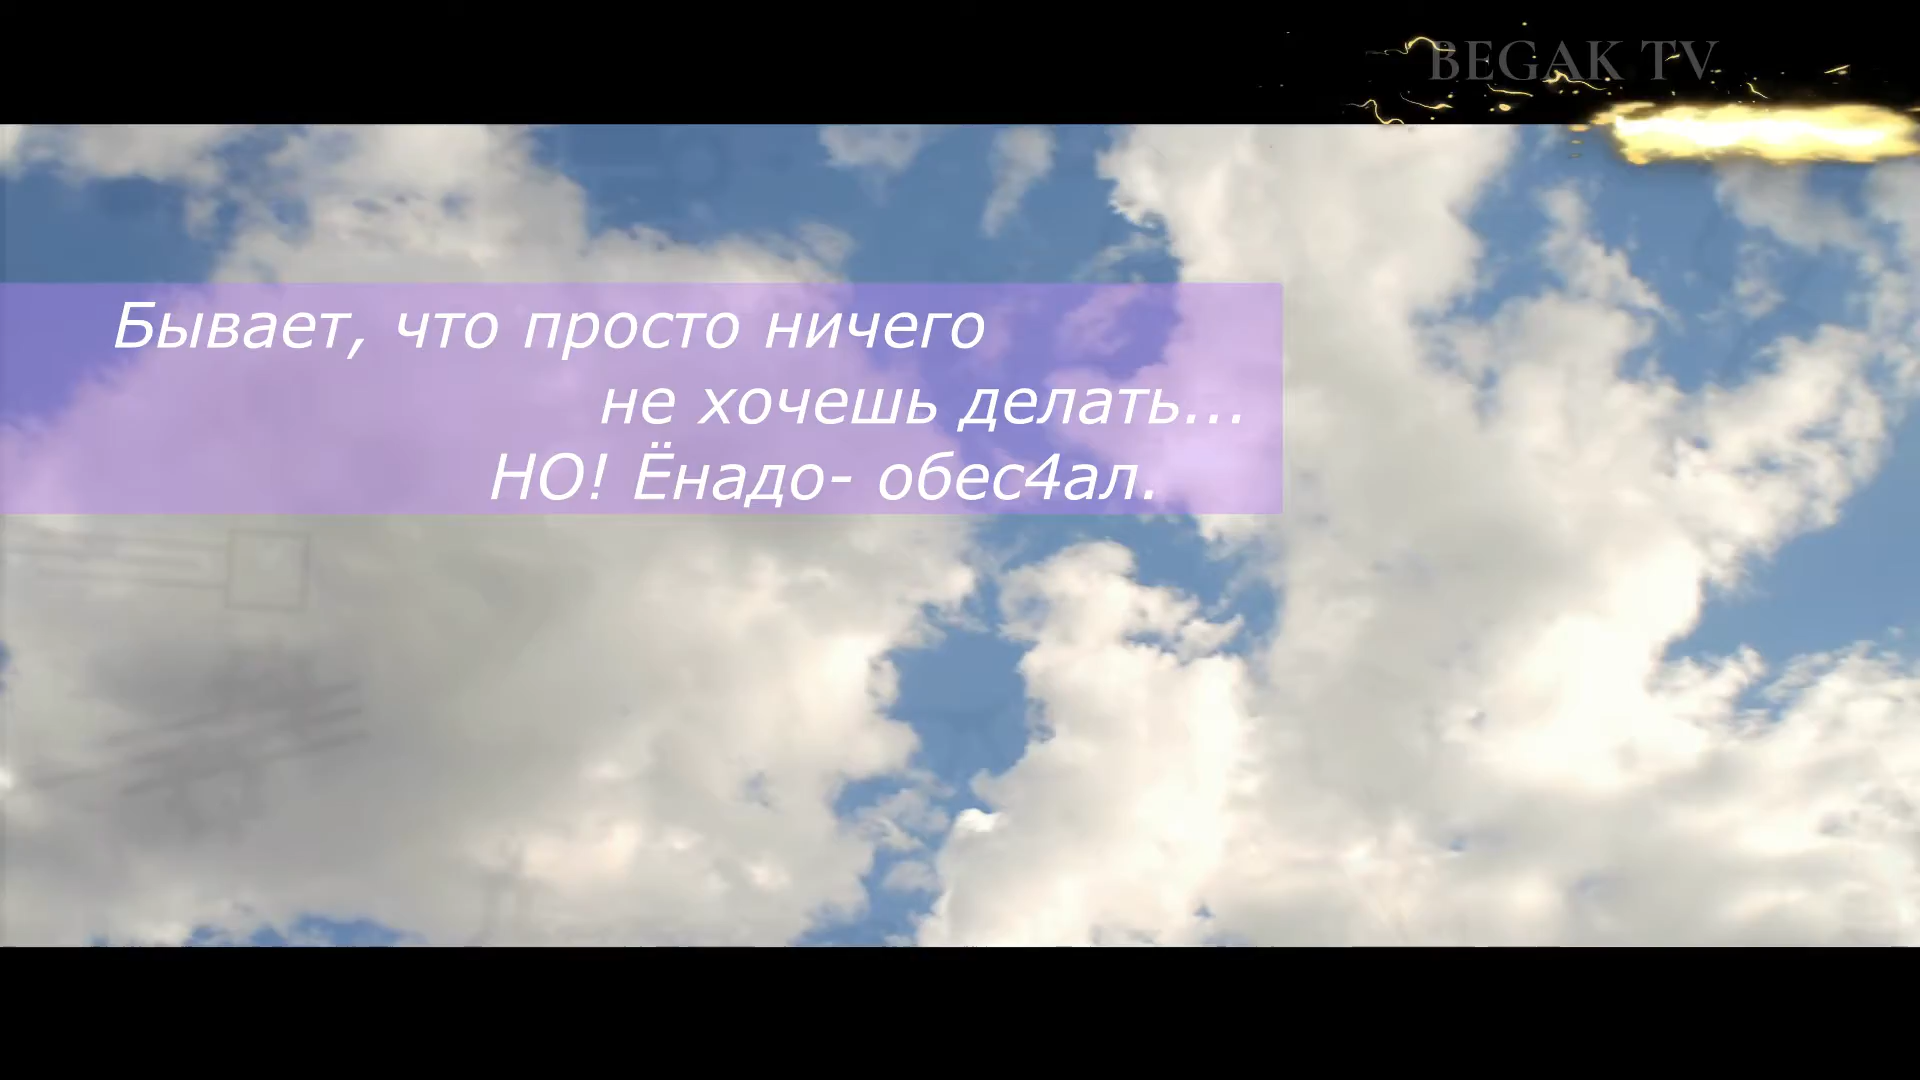 BEGAK TV
Бывает, что просто ничего
не хочешь делать...
НО! Ёнадо- обес4ал.